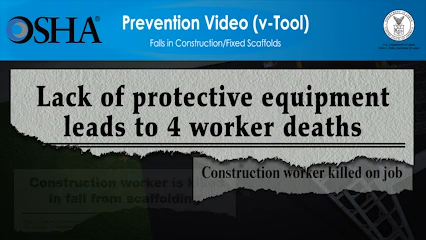 OSHA®
Prevention Video (v-Tool)
Falls in Construction/Fixed Scaffolds
Lack of protective equipment
leads to 4 worker deaths
Construction worker killed on job
Construction worker is
in fall from scaffolding